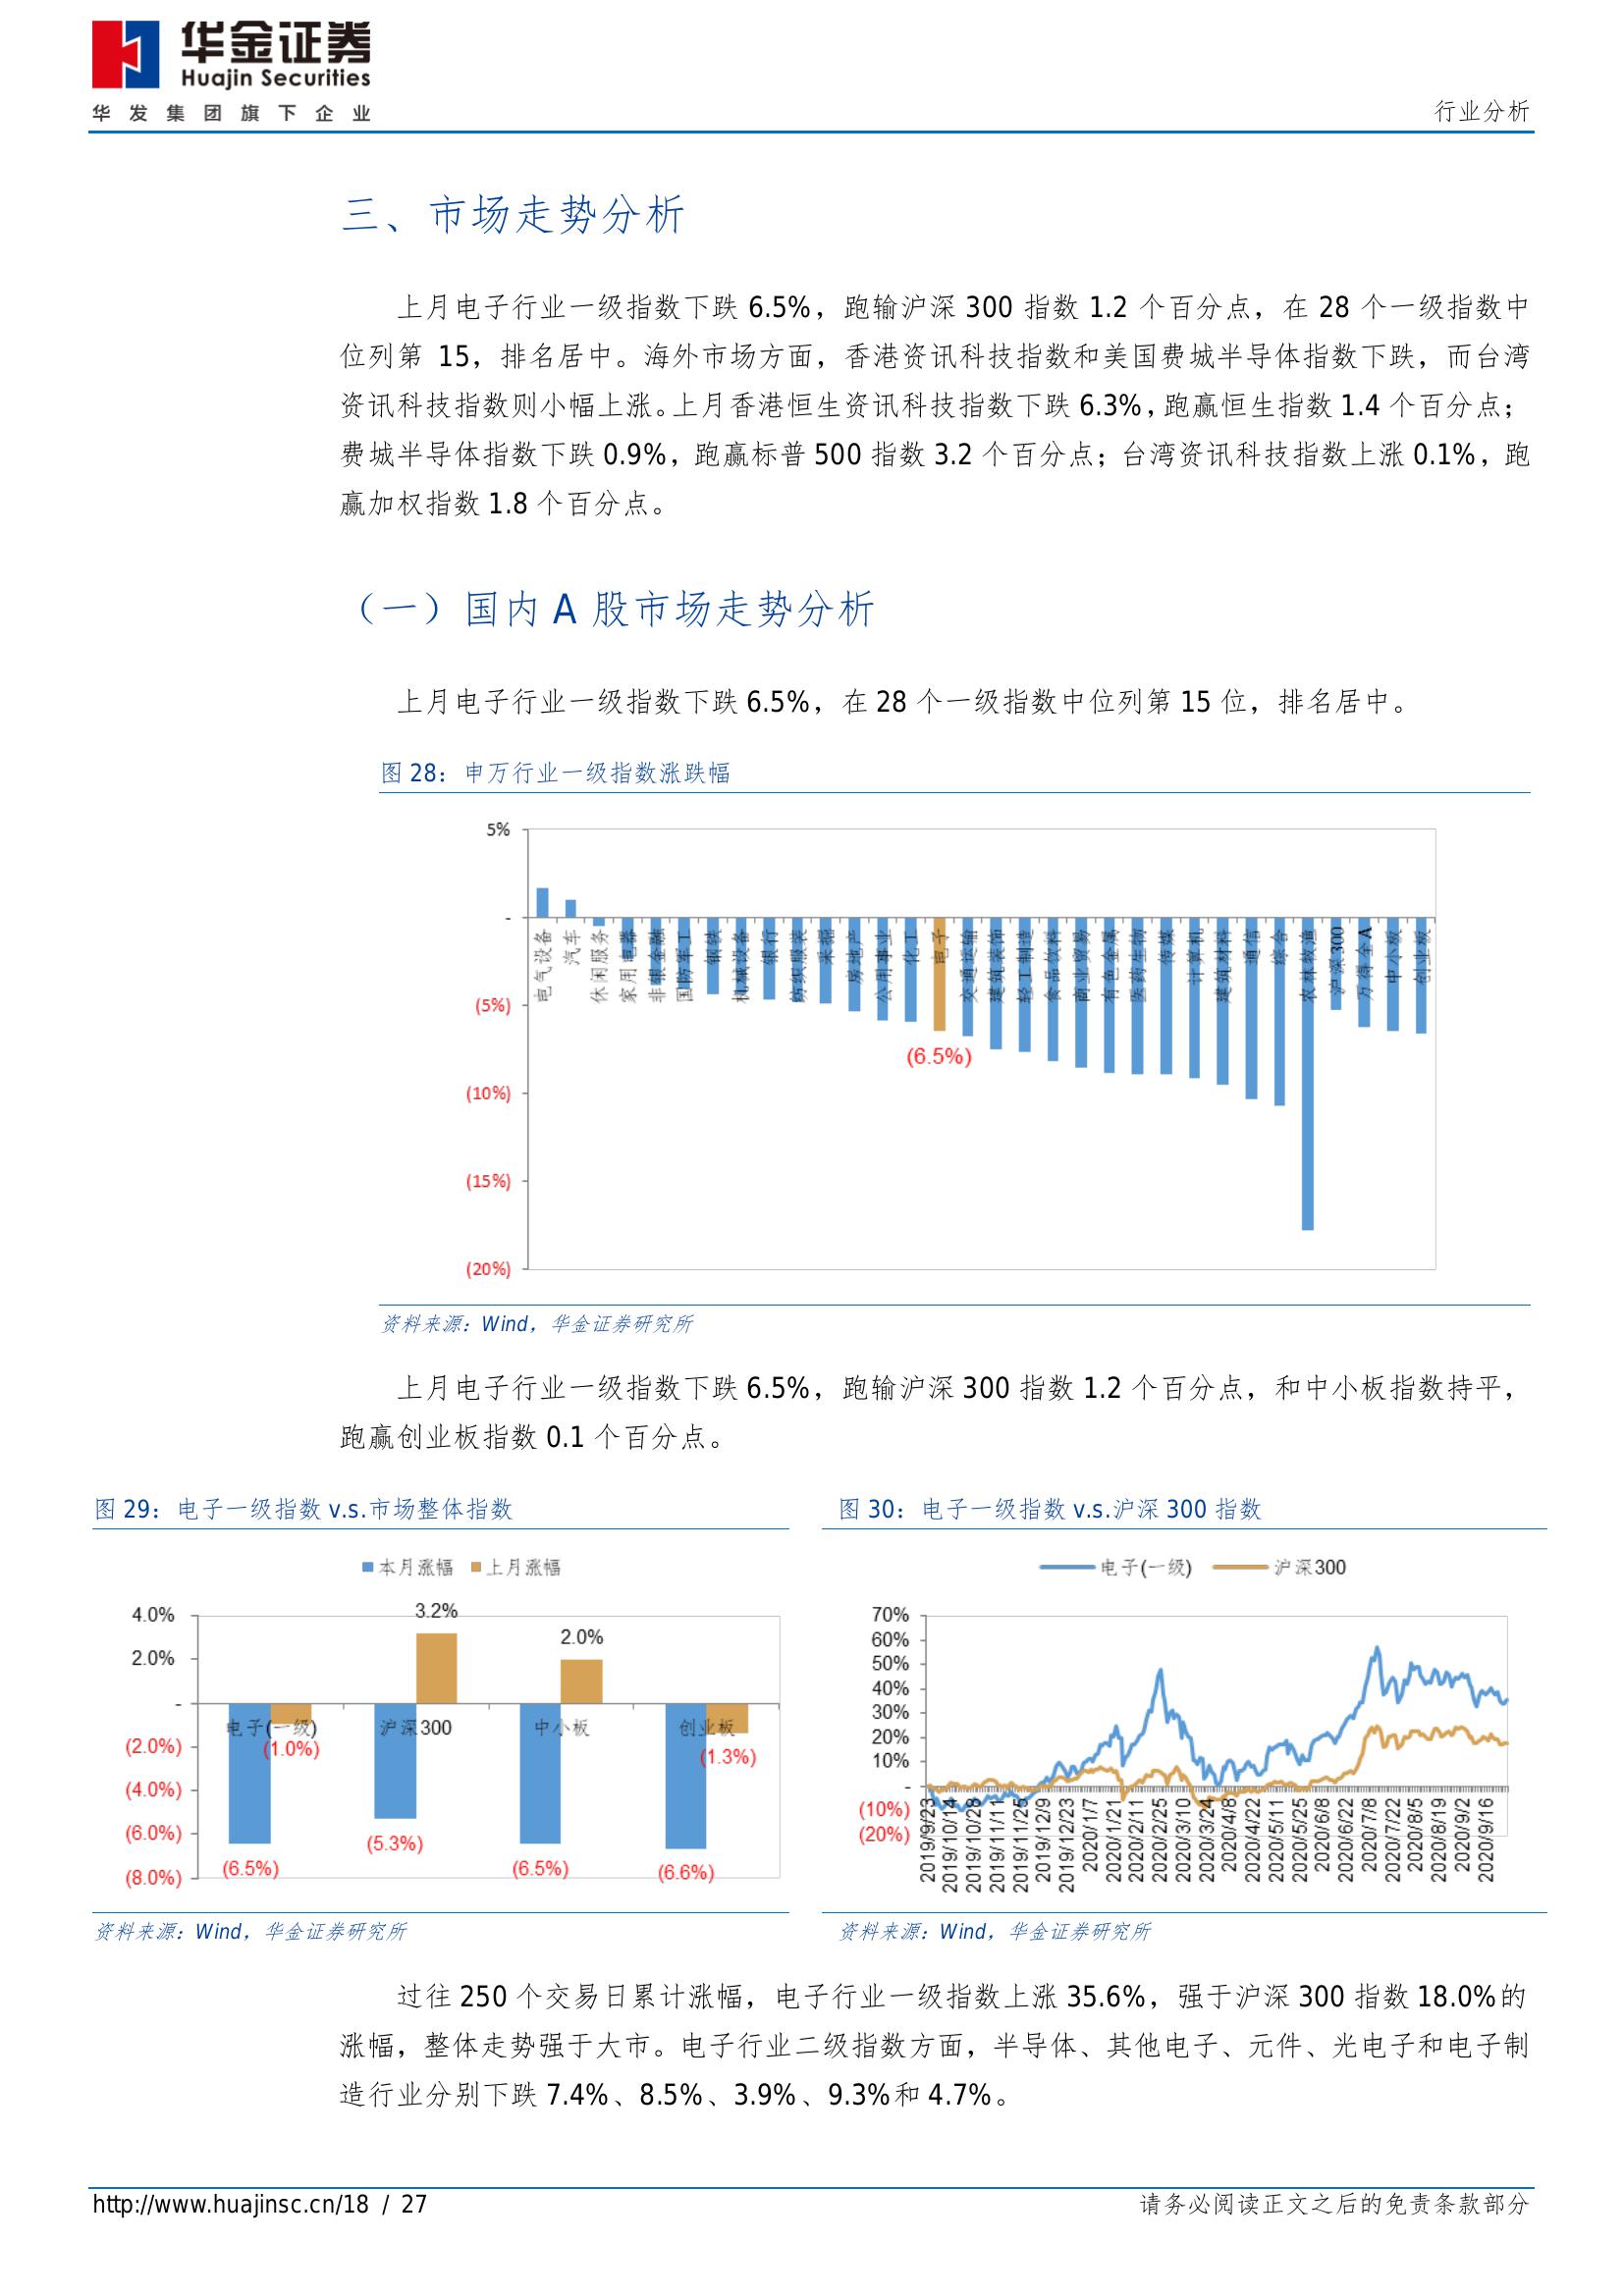 华金证券
Huajin Securities
华发集团旗下企业
行业分析
三、市场走势分析
上月电子行业一级指数下跌 6.5%，跑输沪深 300 指数 1.2 个百分点，在 28 个一级指数中
位列第 15，排名居中。海外市场方面，香港资讯科技指数和美国费城半导体指数下跌，而台湾
资讯科技指数则小幅上涨。上月香港恒生资讯科技指数下跌 6.3%，跑赢恒生指数 1.4 个百分点；
费城半导体指数下跌 0.9%，跑赢标普 500 指数 3.2 个百分点；台湾资讯科技指数上涨 0.1%，跑
赢加权指数 1.8 个百分点。
（一）国内 A 股市场走势分析
上月电子行业一级指数下跌 6.5%，在 28 个一级指数中位列第 15 位，排名居中。
图 28：申万行业一级指数涨跌幅
5%
-
(5%)
(10%)
(15%)
(20%)
电气设备
汽车
休闲服务
家用电器
非银金融
国防军工
钢铁
机械设备
银行
纺织服装
采掘
房地产
公用事业
化工
电子
交通运输
建筑装饰
轻工制造
食品饮料
商业贸易
有色金属
医药生物
传媒
计算机
建筑材料
通信
综合
农林牧渔
沪深300
万得全A
中小板
创业板
(6.5%)
资料来源：Wind，华金证券研究所
上月电子行业一级指数下跌 6.5%，跑输沪深 300 指数 1.2 个百分点，和中小板指数持平，
跑赢创业板指数 0.1 个百分点。
图 29：电子一级指数 v.s.市场整体指数
本月涨幅 上月涨幅
4.0%
2.0%
-
(2.0%)
(4.0%)
(6.0%)
(8.0%)
3.2%
2.0%
电子(一级)
沪深300
中小板
创业板
(1.0%)
(1.3%)
(6.5%)
(5.3%)
(6.5%)
(6.6%)
资料来源：Wind，华金证券研究所
图 30：电子一级指数 v.s.沪深 300 指数
电子(一级) 沪深300
70%
60%
50%
40%
30%
20%
10%
-
(10%)
(20%)
2019/9/23
2019/10/14
2019/10/28
2019/11/11
2019/11/25
2019/12/9
2019/12/23
2020/1/7
2020/1/21
2020/2/11
2020/2/25
2020/3/10
2020/3/24
2020/4/8
2020/4/22
2020/5/11
2020/5/25
2020/6/8
2020/6/22
2020/7/8
2020/7/22
2020/8/5
2020/8/19
2020/9/2
2020/9/16
资料来源：Wind，华金证券研究所
过往 250 个交易日累计涨幅，电子行业一级指数上涨 35.6%，强于沪深 300 指数 18.0%的
涨幅，整体走势强于大市。电子行业二级指数方面，半导体、其他电子、元件、光电子和电子制
造行业分别下跌 7.4%、8.5%、3.9%、9.3%和 4.7%。
http://www.huajinsc.cn/18 / 27
请务必阅读正文之后的免责条款部分